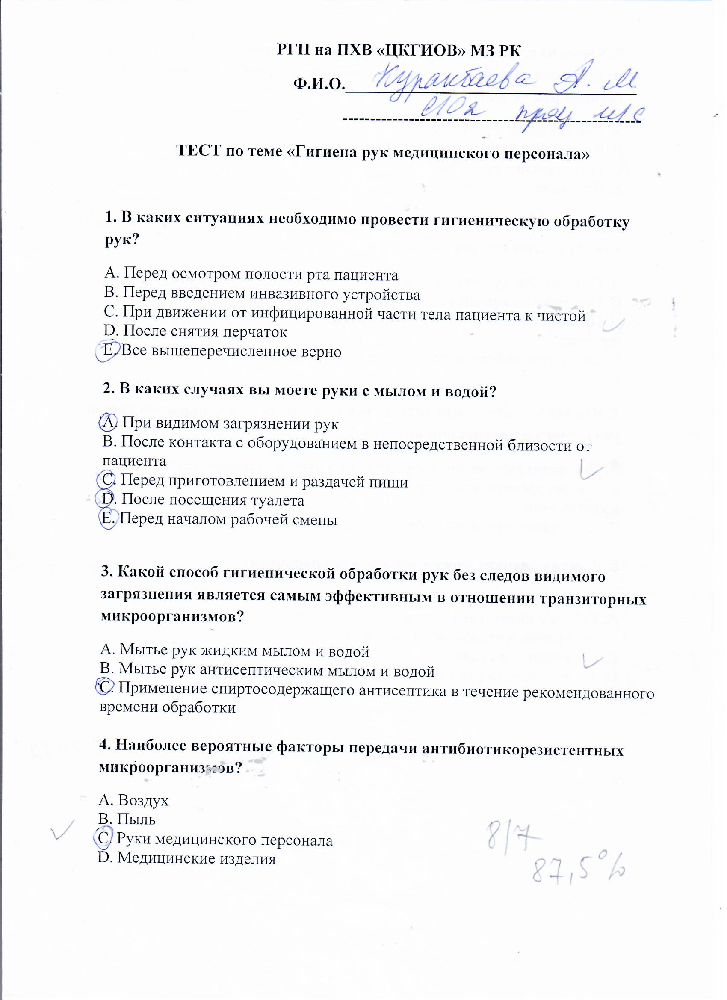 РГП на ПХВ «ЦКГИОВ» МЗ РК
Ф.И.О. Курантаева А. М.
м/с
ТЕСТ по теме «Гигиена рук медицинского персонала»
1. В каких ситуациях необходимо провести гигиеническую обработку
рук?
A. Перед осмотром полости рта пациента
B. Перед введением инвазивного устройства
C. При движении от инфицированной части тела пациента к чистой
D. После снятия перчаток
E. Все вышеперечисленное верно
2. В каких случаях вы моете руки с мылом и водой?
A. При видимом загрязнении рук
B. После контакта с оборудованием в непосредственной близости от
пациента
C. Перед приготовлением и раздачей пищи
D. После посещения туалета
E. Перед началом рабочей смены
3. Какой способ гигиенической обработки рук без следов видимого
загрязнения является самым эффективным в отношении транзиторных
микроорганизмов?
A. Мытье рук жидким мылом и водой
B. Мытье рук антисептическим мылом и водой
C. Применение спиртосодержащего антисептика в течение рекомендованного
времени обработки
4. Наиболее вероятные факторы передачи антибиотикорезистентных
микроорганизмов?
A. Воздух
B. Пыль
C. Руки медицинского персонала
D. Медицинские изделия
8/7
87,5%